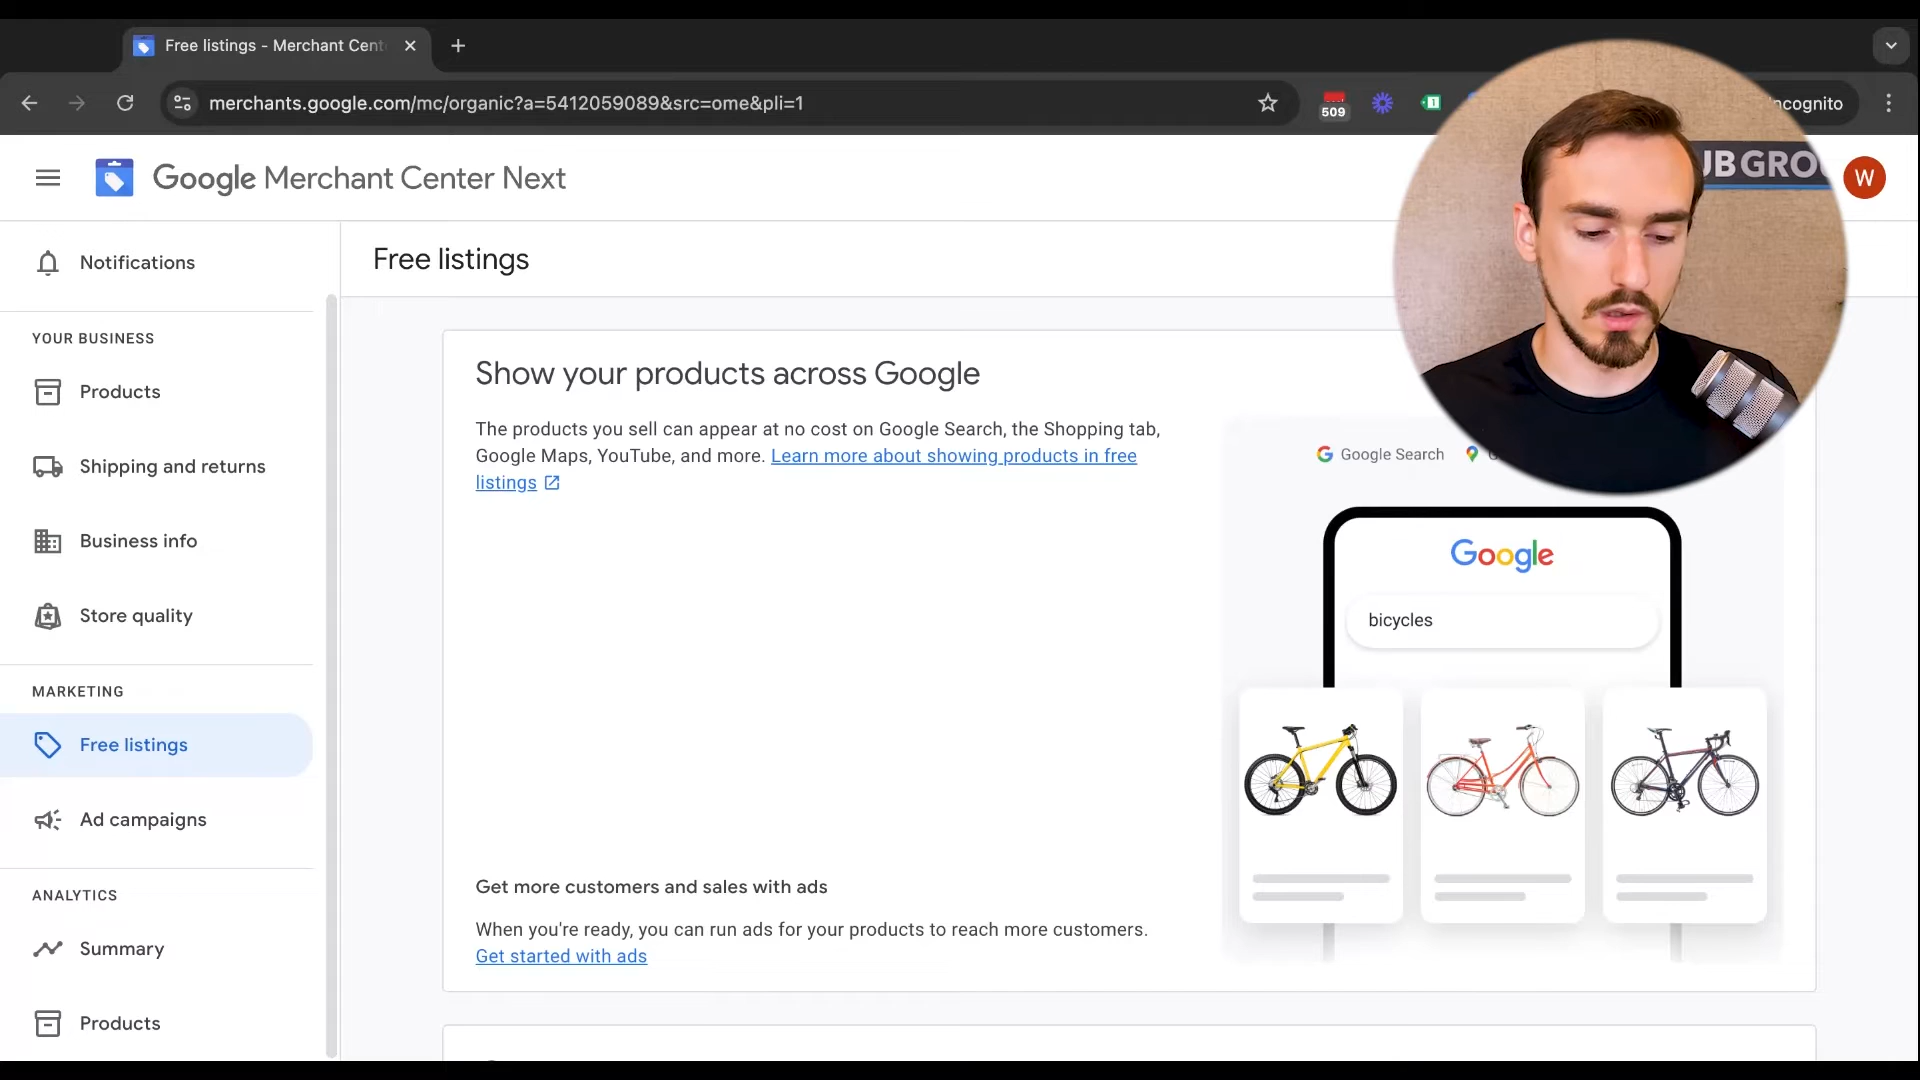 Free listings - Merchant Cent
merchants.google.com/mc/organic?a=5412059089&src=ome&pli=1
509
1
Incognito
Google Merchant Center Next
UBGRO
W
Notifications
YOUR BUSINESS
Products
Shipping and returns
Business info
Store quality
MARKETING
Free listings
Ad campaigns
ANALYTICS
Summary
Products
Free listings
Show your products across Google
The products you sell can appear at no cost on Google Search, the Shopping tab,
Google Maps, YouTube, and more. Learn more about showing products in free
listings
Get more customers and sales with ads
When you're ready, you can run ads for your products to reach more customers.
Get started with ads
Google Search
Google
bicycles